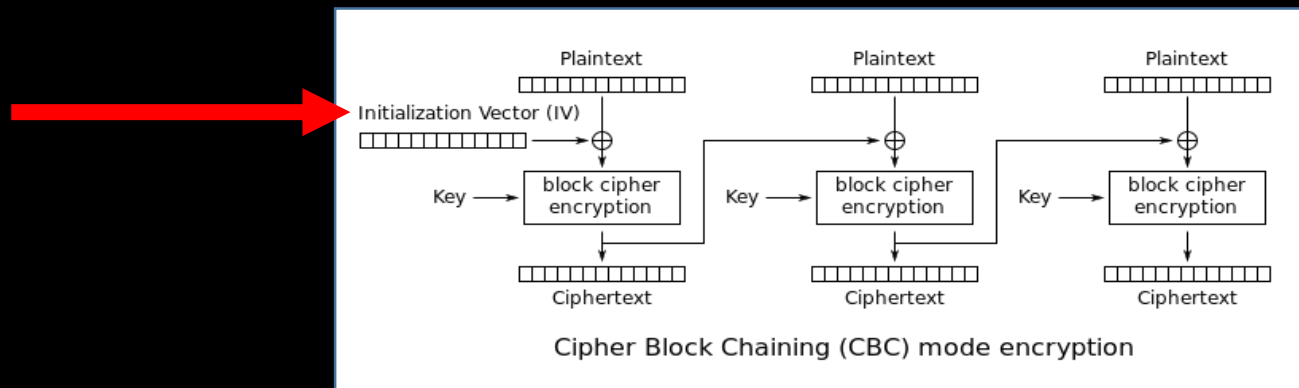 Plaintext
Plaintext
Plaintext
Initialization Vector (IV)
Key
block cipher
encryption
Key
block cipher
encryption
Key
block cipher
encryption
Ciphertext
Ciphertext
Ciphertext
Cipher Block Chaining (CBC) mode encryption